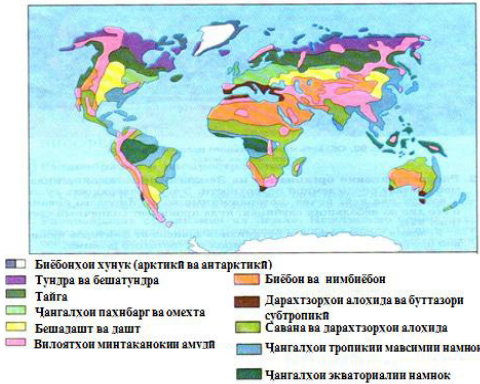 Биёбонҳои хунук (арктикӣ ва антарктикӣ)
Тундра ва бешатундра
Тайга
Ҷангалҳои паҳнбарг ва омехта
Бешадашт ва дашт
Вилоятҳои минтаканокии амудӣ
Биёбон ва нимбиёбон
Дарахтзорҳои алоҳида ва буттазори
субтропикӣ
Савана ва дарахтзорҳои алоҳида
Ҷангалҳои тропикии мавсимии намнок
Ҷангалҳои экваториалии намнок